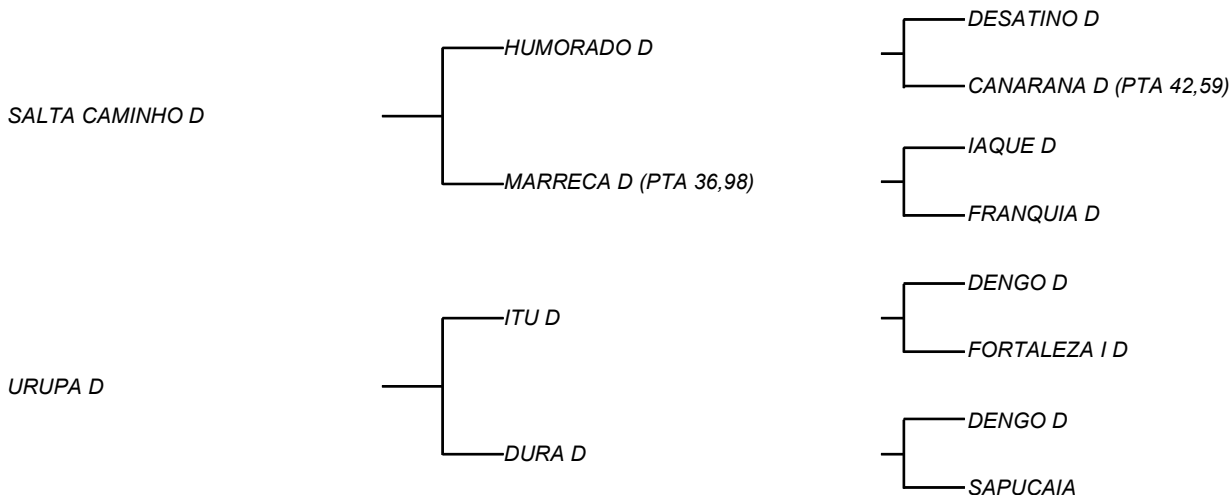 DESATINO D
HUMORADO D
CANARANA D (PTA 42,59)
SALTA CAMINHO D
IAQUE D
MARRECA D (PTA 36,98)
FRANQUIA D
DENGO D
ITU D
FORTALEZA I D
URUPA D
DENGO D
DURA D
SAPUCAIA